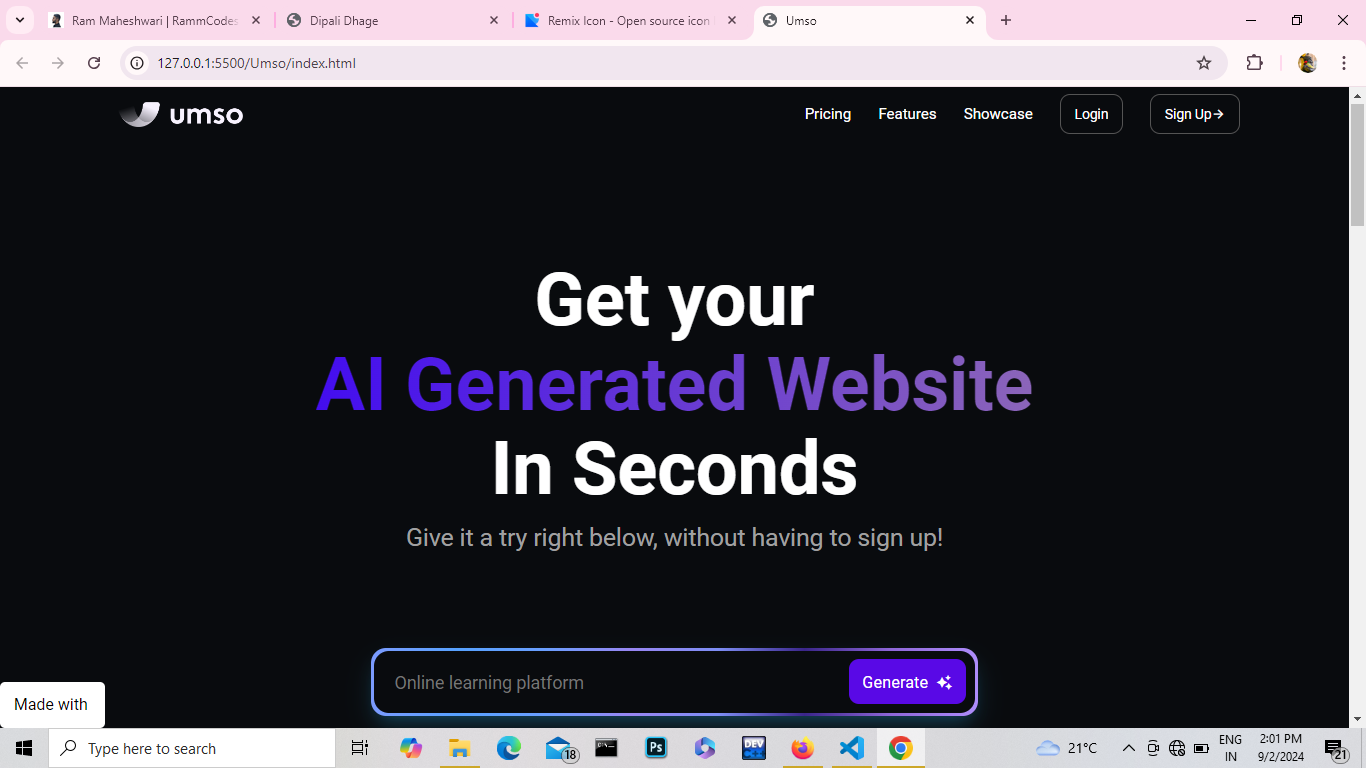 Ram Maheshwari | RammCodes
Dipali Dhage
Remix Icon - Open source icon
Umso
127.0.0.1:5500/Umso/index.html
umso
Pricing
Features
Showcase
Login
Sign Up→
Get your
AI Generated Website
In Seconds
Give it a try right below, without having to sign up!
Online learning platform
Generate
Made with
Type here to search
18
Ps
DEV
21°C
ENG
IN
2:01 PM
9/2/2024
21